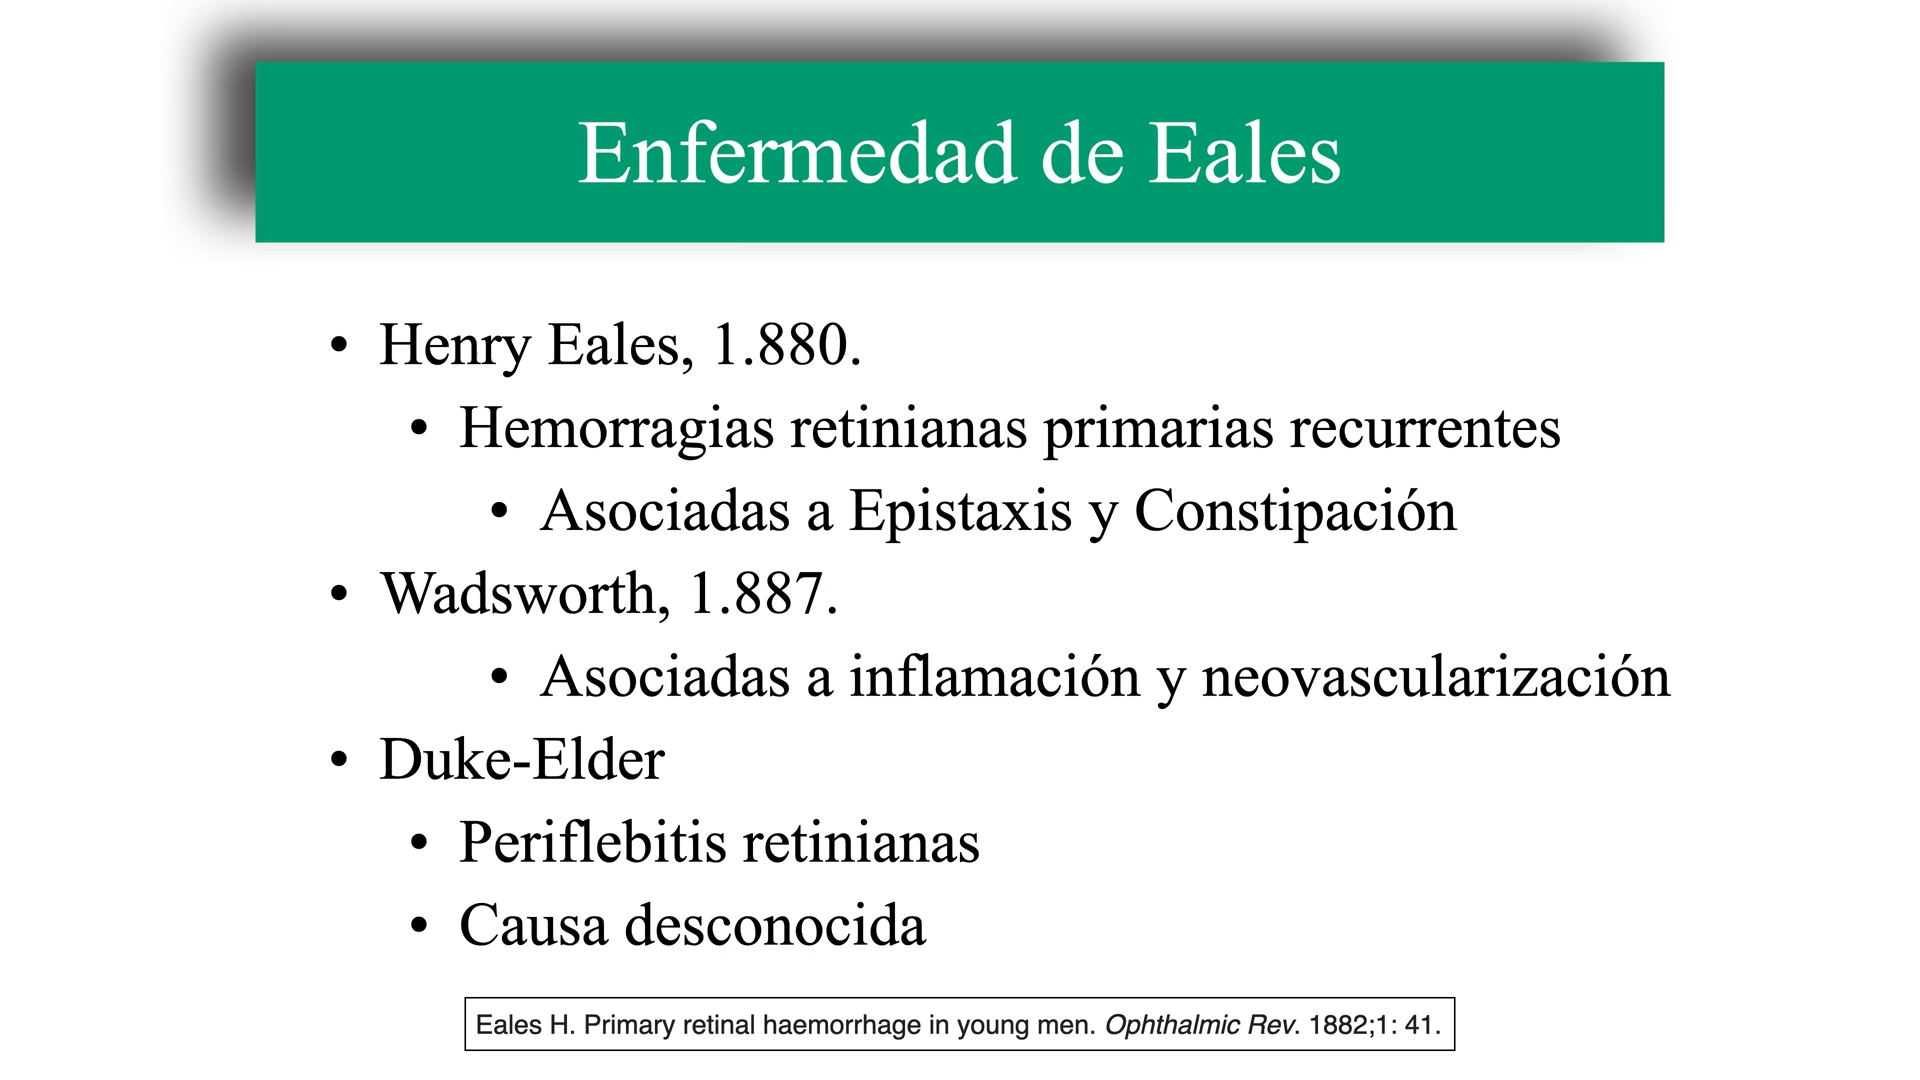 Enfermedad de Eales
• Henry Eales, 1.880.
• Hemorragias retinianas primarias recurrentes
• Asociadas a Epistaxis y Constipación
• Wadsworth, 1.887.
• Asociadas a inflamación y neovascularización
• Duke-Elder
• Periflebitis retinianas
• Causa desconocida
Eales H. Primary retinal haemorrhage in young men. Ophthalmic Rev. 1882;1: 41.